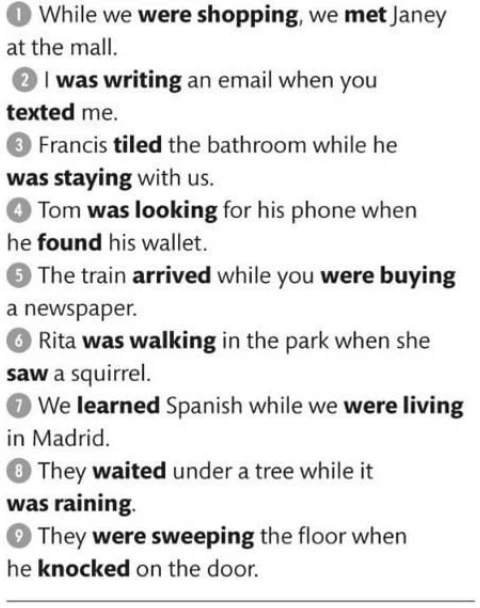 1 While we were shopping, we met Janey
at the mall.
2 I was writing an email when you
texted me.
3 Francis tiled the bathroom while he
was staying with us.
4 Tom was looking for his phone when
he found his wallet.
5 The train arrived while you were buying
a newspaper.
6 Rita was walking in the park when she
saw a squirrel.
7 We learned Spanish while we were living
in Madrid.
8 They waited under a tree while it
was raining.
9 They were sweeping the floor when
he knocked on the door.